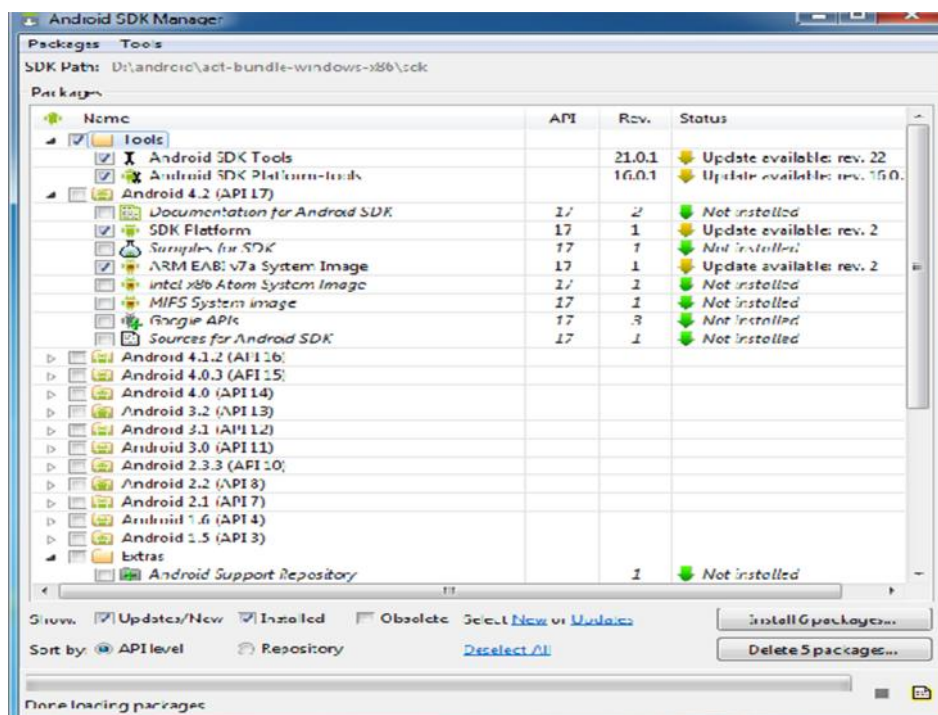 Android SDK Manager
Packages Tools
SDK Path: D:\android\adt-bundle-windows-x86\sdk
Packages
Name API Rev. Status
Tools
Android SDK Tools 21.0.1 Update available: rev. 22
Android SDK Platform-tools 16.0.1 Update available: rev. 16.0.
Android 4.2 (API 17)
Documentation for Android SDK 17 2 Not installed
SDK Platform 17 1 Update available: rev. 2
Samples for SDK 17 1 Not installed
ARM EABI v7a System Image 17 1 Update available: rev. 2
Intel x86 Atom System Image 17 1 Not installed
MIPS System Image 17 1 Not installed
Google APIs 17 3 Not installed
Sources for Android SDK 17 1 Not installed
Android 4.1.2 (API 16)
Android 4.0.3 (API 15)
Android 4.0 (API 14)
Android 3.2 (API 13)
Android 3.1 (API 12)
Android 3.0 (API 11)
Android 2.3.3 (API 10)
Android 2.2 (API 8)
Android 2.1 (API 7)
Android 1.6 (API 4)
Android 1.5 (API 3)
Extras
Android Support Repository 1 Not installed
Show: Updates/New Installed Obsolete Select New or Updates Install 6 packages...
Sort by: API level Repository Deselect All Delete 5 packages...
Done loading packages